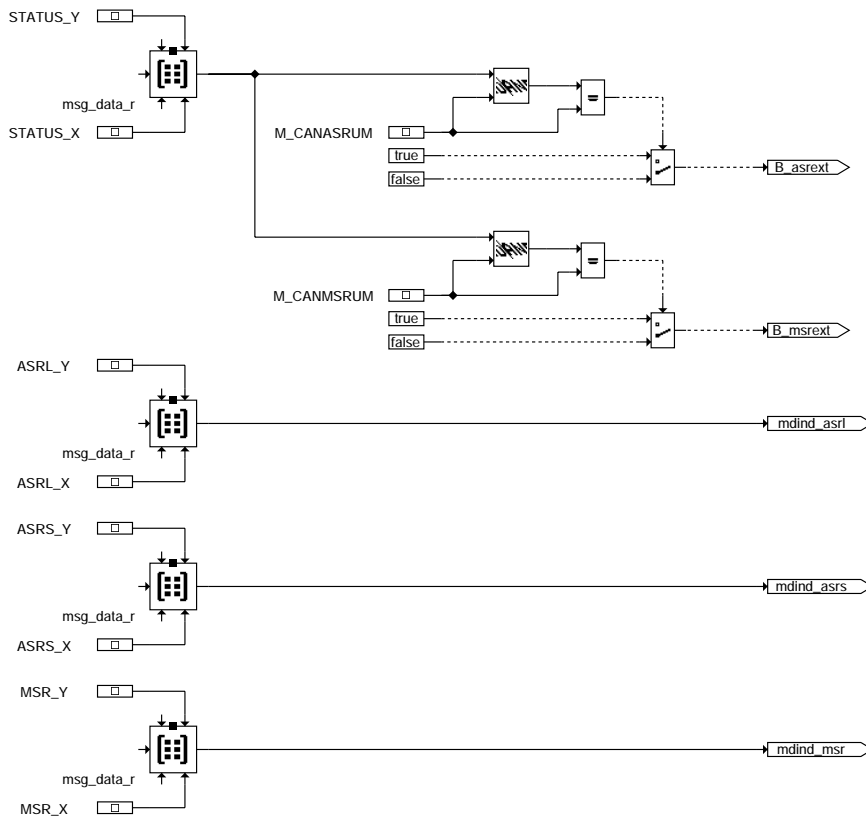 STATUS_Y
msg_data_r
STATUS_X
M_CANASRUM
true
false
B_asrext
M_CANMSRUM
true
false
B_msrext
ASRL_Y
msg_data_r
ASRL_X
mdind_asrl
ASRS_Y
msg_data_r
ASRS_X
mdind_asrs
MSR_Y
msg_data_r
MSR_X
mdind_msr